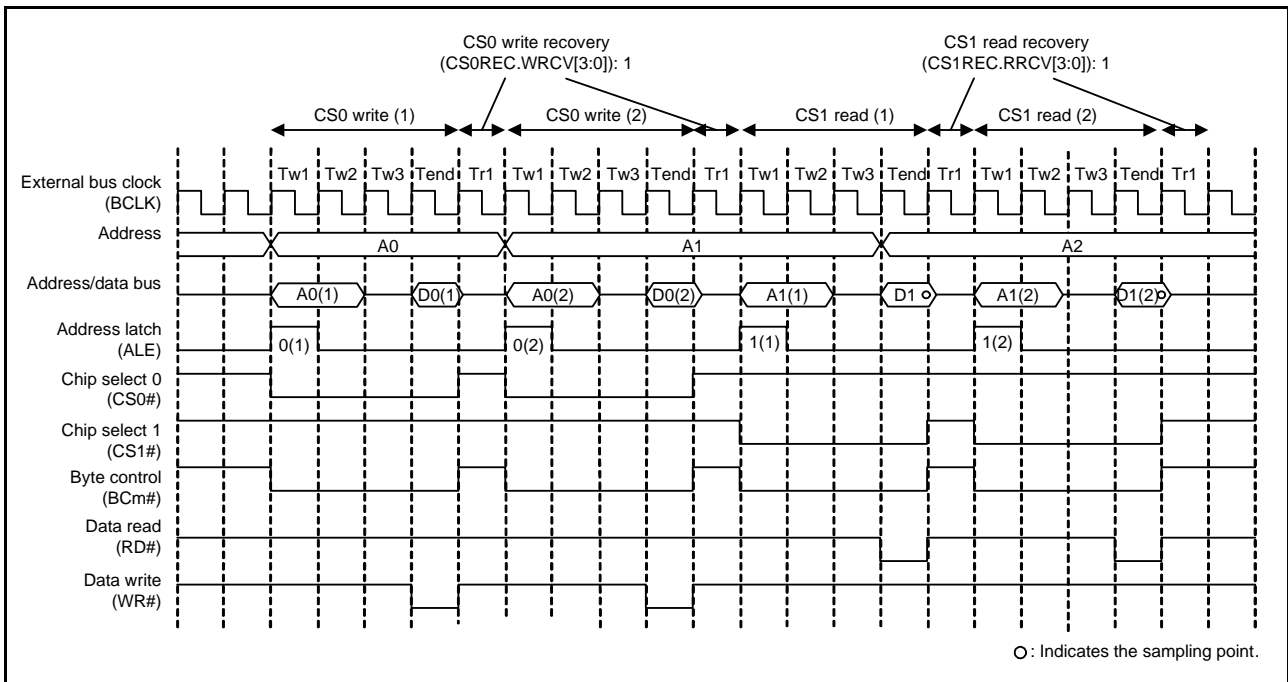 CS0 write recovery
(CS0REC.WRCV[3:0]): 1
CS1 read recovery
(CS1REC.RRCV[3:0]): 1
CS0 write (1)
CS0 write (2)
CS1 read (1)
CS1 read (2)
Tw1 Tw2 Tw3 Tend Tr1 Tw1 Tw2 Tw3 Tend Tr1 Tw1 Tw2 Tw3 Tend Tr1 Tw1 Tw2 Tw3 Tend Tr1
External bus clock
(BCLK)
Address
A0 A1 A2
Address/data bus
A0(1) D0(1) A0(2) D0(2) A1(1) D1 A1(2) D1(2)
Address latch
(ALE)
0(1) 0(2) 1(1) 1(2)
Chip select 0
(CS0#)
Chip select 1
(CS1#)
Byte control
(BCm#)
Data read
(RD#)
Data write
(WR#)
: Indicates the sampling point.